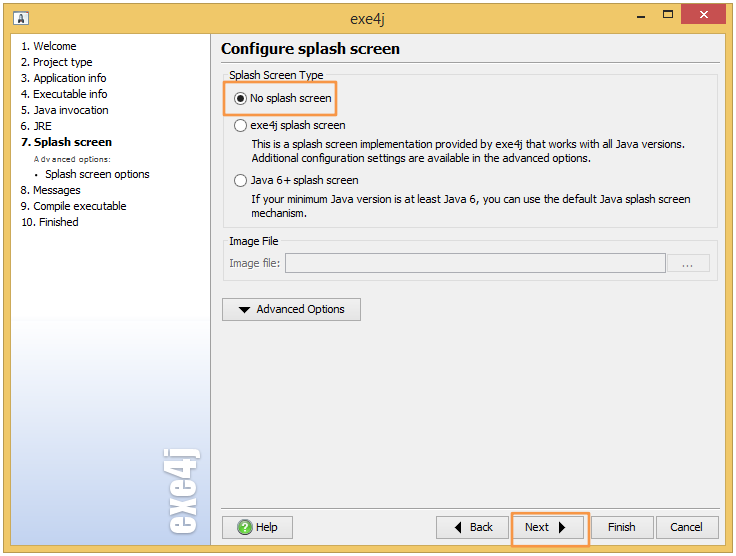 exe4j
1. Welcome
2. Project type
3. Application info
4. Executable info
5. Java invocation
6. JRE
7. Splash screen
Advanced options:
• Splash screen options
8. Messages
9. Compile executable
10. Finished
exe4j
Configure splash screen
Splash Screen Type
No splash screen
exe4j splash screen
This is a splash screen implementation provided by exe4j that works with all Java versions.
Additional configuration settings are available in the advanced options.
Java 6+ splash screen
If your minimum Java version is at least Java 6, you can use the default Java splash screen
mechanism.
Image File
Image file:
...
Advanced Options
? Help
Back
Next
Finish
Cancel